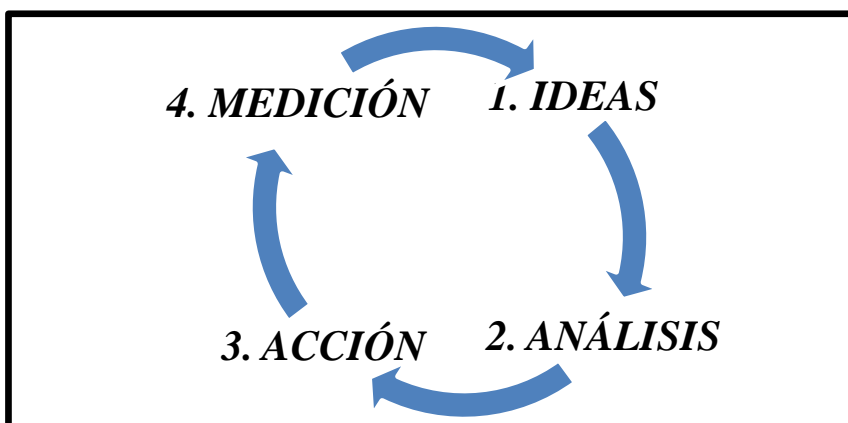 4. MEDICIÓN
1. IDEAS
3. ACCIÓN
2. ANÁLISIS